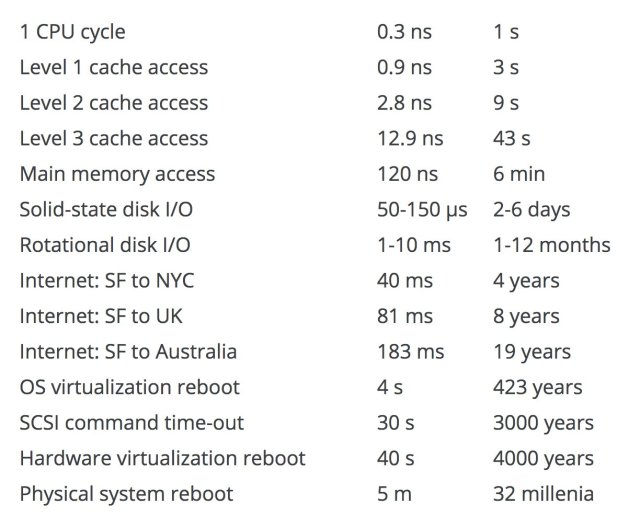 1 CPU cycle 0.3 ns 1 s
Level 1 cache access 0.9 ns 3 s
Level 2 cache access 2.8 ns 9 s
Level 3 cache access 12.9 ns 43 s
Main memory access 120 ns 6 min
Solid-state disk I/O 50-150 μs 2-6 days
Rotational disk I/O 1-10 ms 1-12 months
Internet: SF to NYC 40 ms 4 years
Internet: SF to UK 81 ms 8 years
Internet: SF to Australia 183 ms 19 years
OS virtualization reboot 4 s 423 years
SCSI command time-out 30 s 3000 years
Hardware virtualization reboot 40 s 4000 years
Physical system reboot 5 m 32 millenia